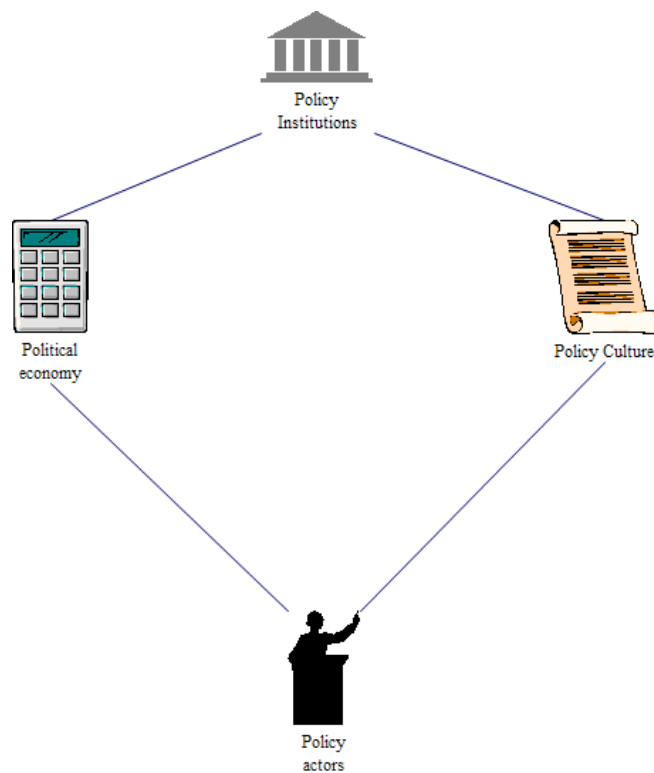 Policy
Institutions
Political
economy
Policy Culture
Policy
actors